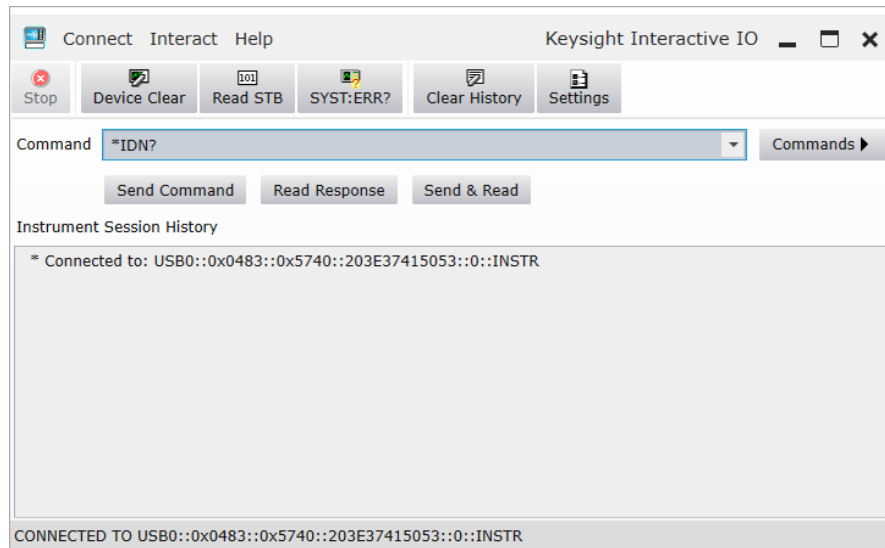 Connect Interact Help Keysight Interactive IO
Stop Device Clear Read STB SYST:ERR? Clear History Settings
Command *IDN? Commands
Send Command Read Response Send & Read
Instrument Session History
* Connected to: USB0::0x0483::0x5740::203E37415053::0::INSTR
CONNECTED TO USB0::0x0483::0x5740::203E37415053::0::INSTR